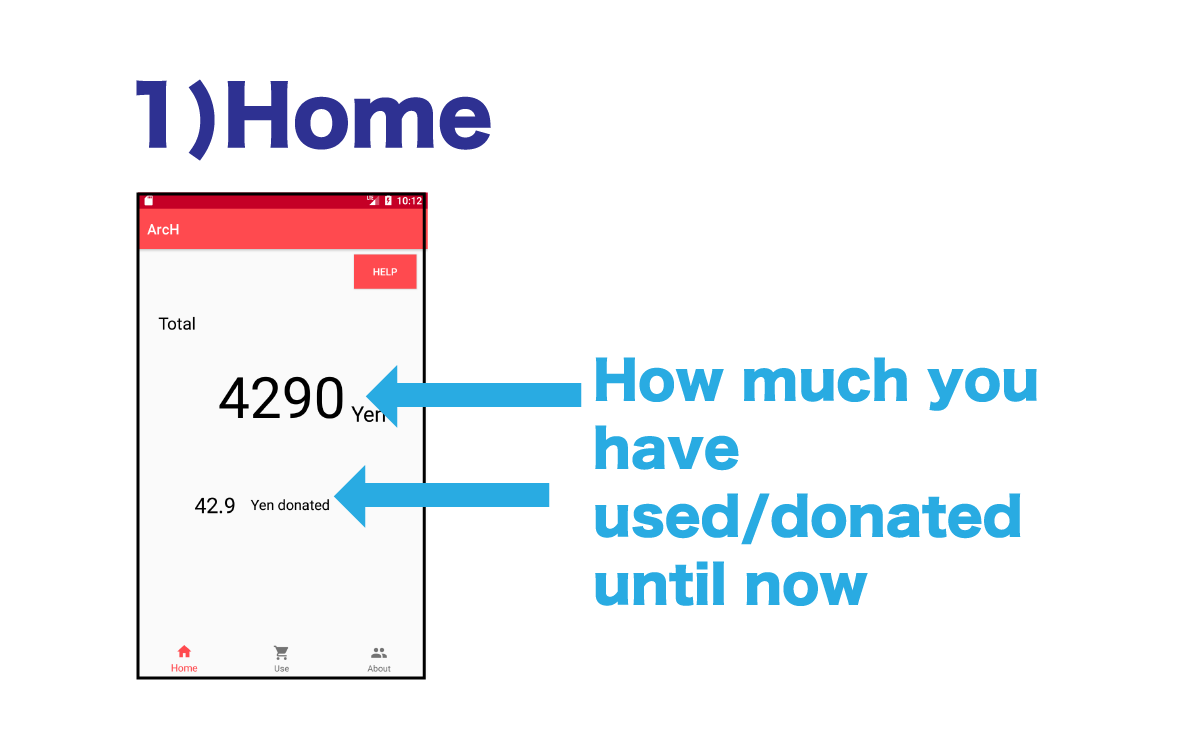 1)Home
LTE 10:12
ArcH
HELP
Total
4290 Yen
42.9 Yen donated
How much you
have
used/donated
until now
Home Use About